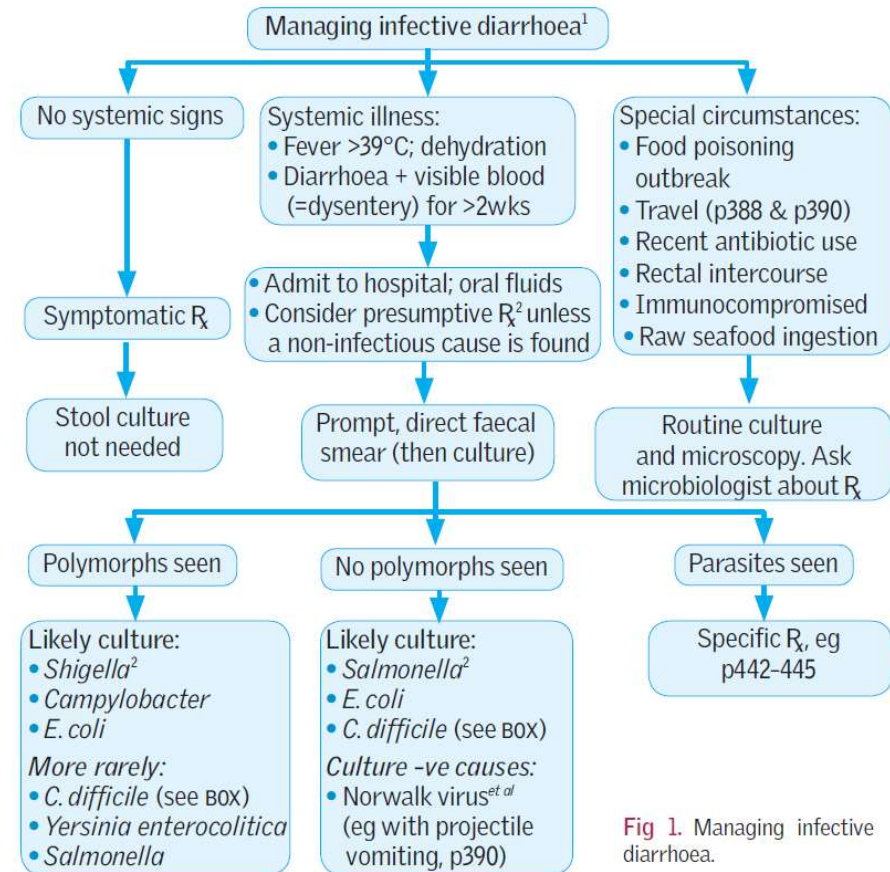 Managing infective diarrhoea¹
No systemic signs
Systemic illness:
• Fever >39°C; dehydration
• Diarrhoea + visible blood
(=dysentery) for >2wks
Special circumstances:
• Food poisoning
outbreak
• Travel (p388 & p390)
• Recent antibiotic use
• Rectal intercourse
• Immunocompromised
• Raw seafood ingestion
Symptomatic ℞
• Admit to hospital; oral fluids
• Consider presumptive ℞² unless
a non-infectious cause is found
Stool culture
not needed
Prompt, direct faecal
smear (then culture)
Routine culture
and microscopy. Ask
microbiologist about ℞
Polymorphs seen
No polymorphs seen
Parasites seen
Likely culture:
• Shigella²
• Campylobacter
• E. coli
More rarely:
• C. difficile (see BOX)
• Yersinia enterocolitica
• Salmonella
Likely culture:
• Salmonella²
• E. coli
• C. difficile (see BOX)
Culture -ve causes:
• Norwalk virus et al
(eg with projectile
vomiting, p390)
Specific ℞, eg
p442-445
Fig 1. Managing infective
diarrhoea.